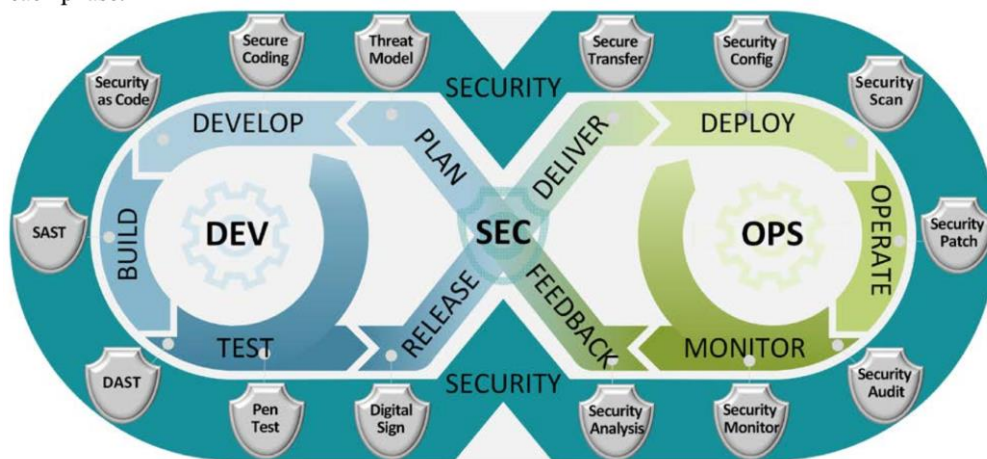 Secure
Coding
Threat
Model
Secure
Transfer
Security
Config
Security
as Code
SECURITY
Security
Scan
DEVELOP
PLAN
DELIVER
DEPLOY
SAST
BUILD
DEV
SEC
OPS
OPERATE
Security
Patch
TEST
RELEASE
FEEDBACK
MONITOR
DAST
SECURITY
Security
Audit
Pen
Test
Digital
Sign
Security
Analysis
Security
Monitor